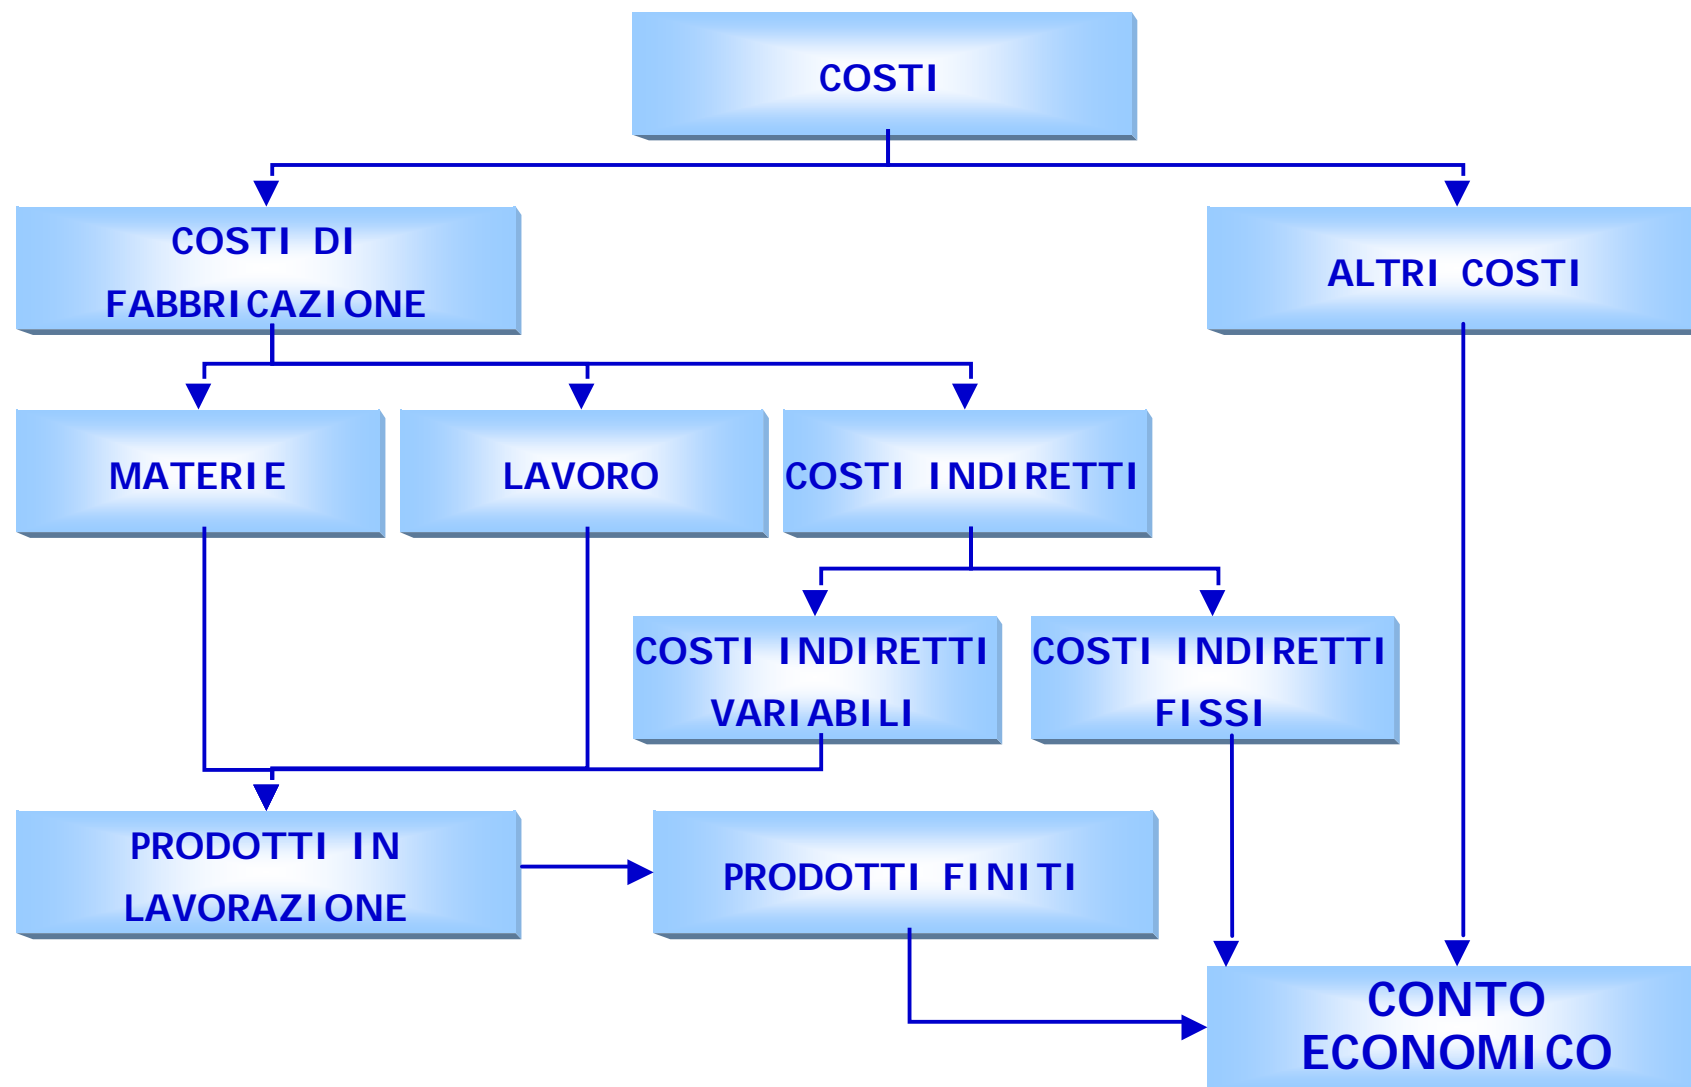 COSTI
COSTI DI
FABBRICAZIONE
ALTRI COSTI
MATERIE
LAVORO
COSTI INDIRETTI
COSTI INDIRETTI
VARIABILI
COSTI INDIRETTI
FISSI
PRODOTTI IN
LAVORAZIONE
PRODOTTI FINITI
CONTO
ECONOMICO